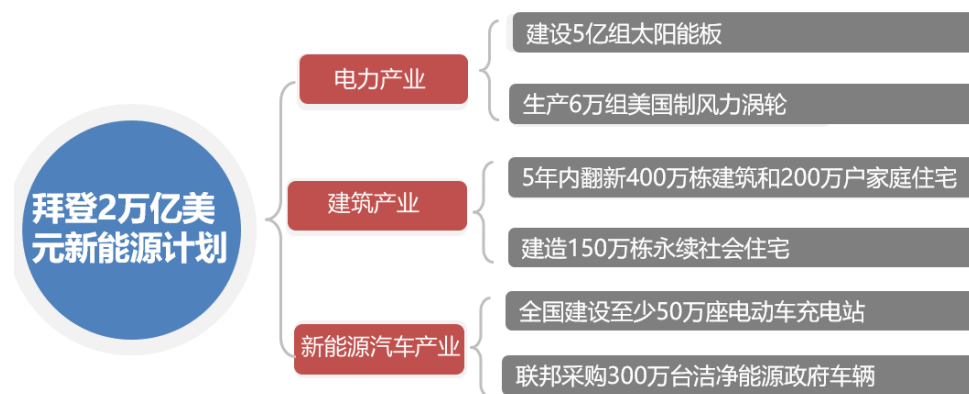 拜登2万亿美
元新能源计划
电力产业
建设5亿组太阳能板
生产6万组美国制风力涡轮
建筑产业
5年内翻新400万栋建筑和200万户家庭住宅
建造150万栋永续社会住宅
新能源汽车产业
全国建设至少50万座电动车充电站
联邦采购300万台洁净能源政府车辆